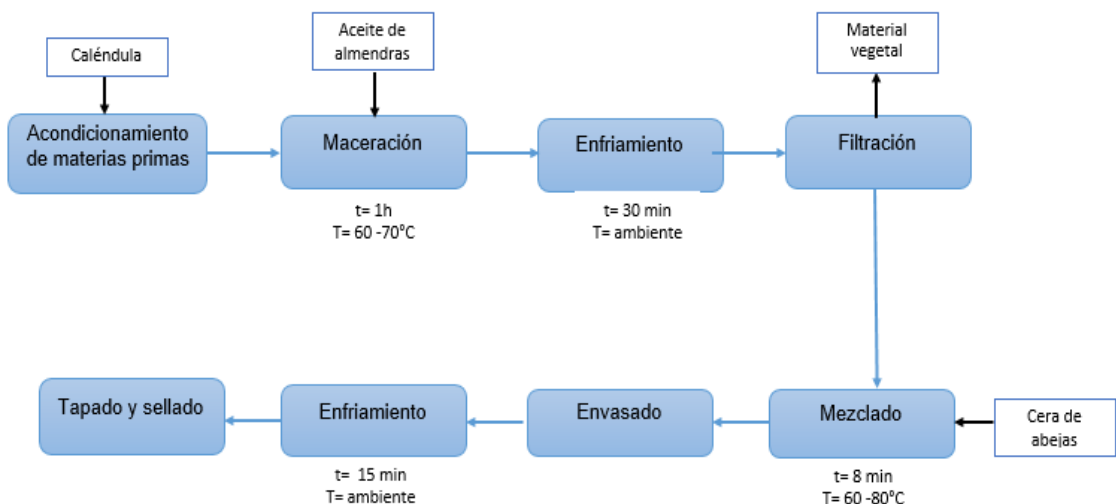 Caléndula
Aceite de
almendras
Material
vegetal
Acondicionamiento
de materias primas
Maceración
Enfriamiento
Filtración
t= 1h
T= 60 -70°C
t= 30 min
T= ambiente
Tapado y sellado
Enfriamiento
Envasado
Mezclado
Cera de
abejas
t= 15 min
T= ambiente
t= 8 min
T= 60 -80°C